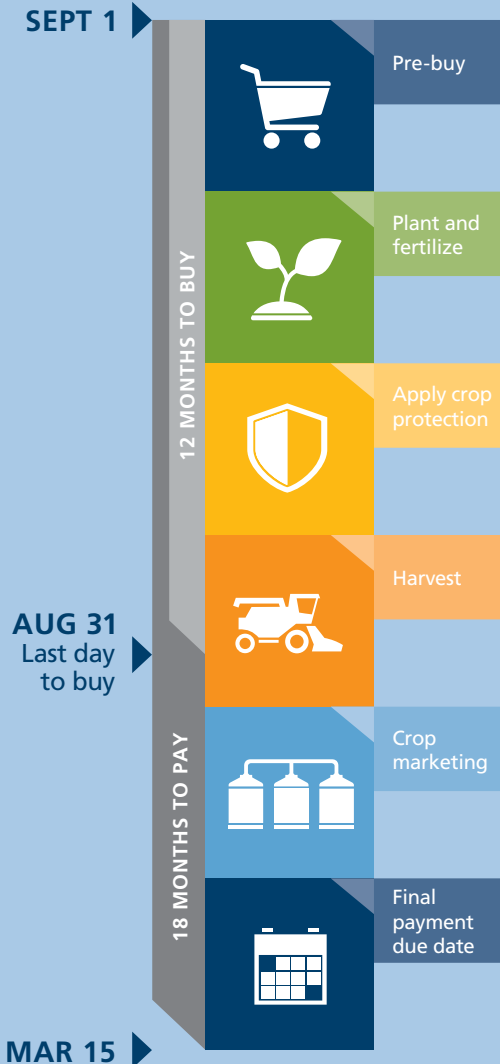 SEPT 1
Pre-buy
Plant and
fertilize
12 MONTHS TO BUY
Apply crop
protection
Harvest
AUG 31
Last day
to buy
Crop
marketing
18 MONTHS TO PAY
Final
payment
due date
MAR 15